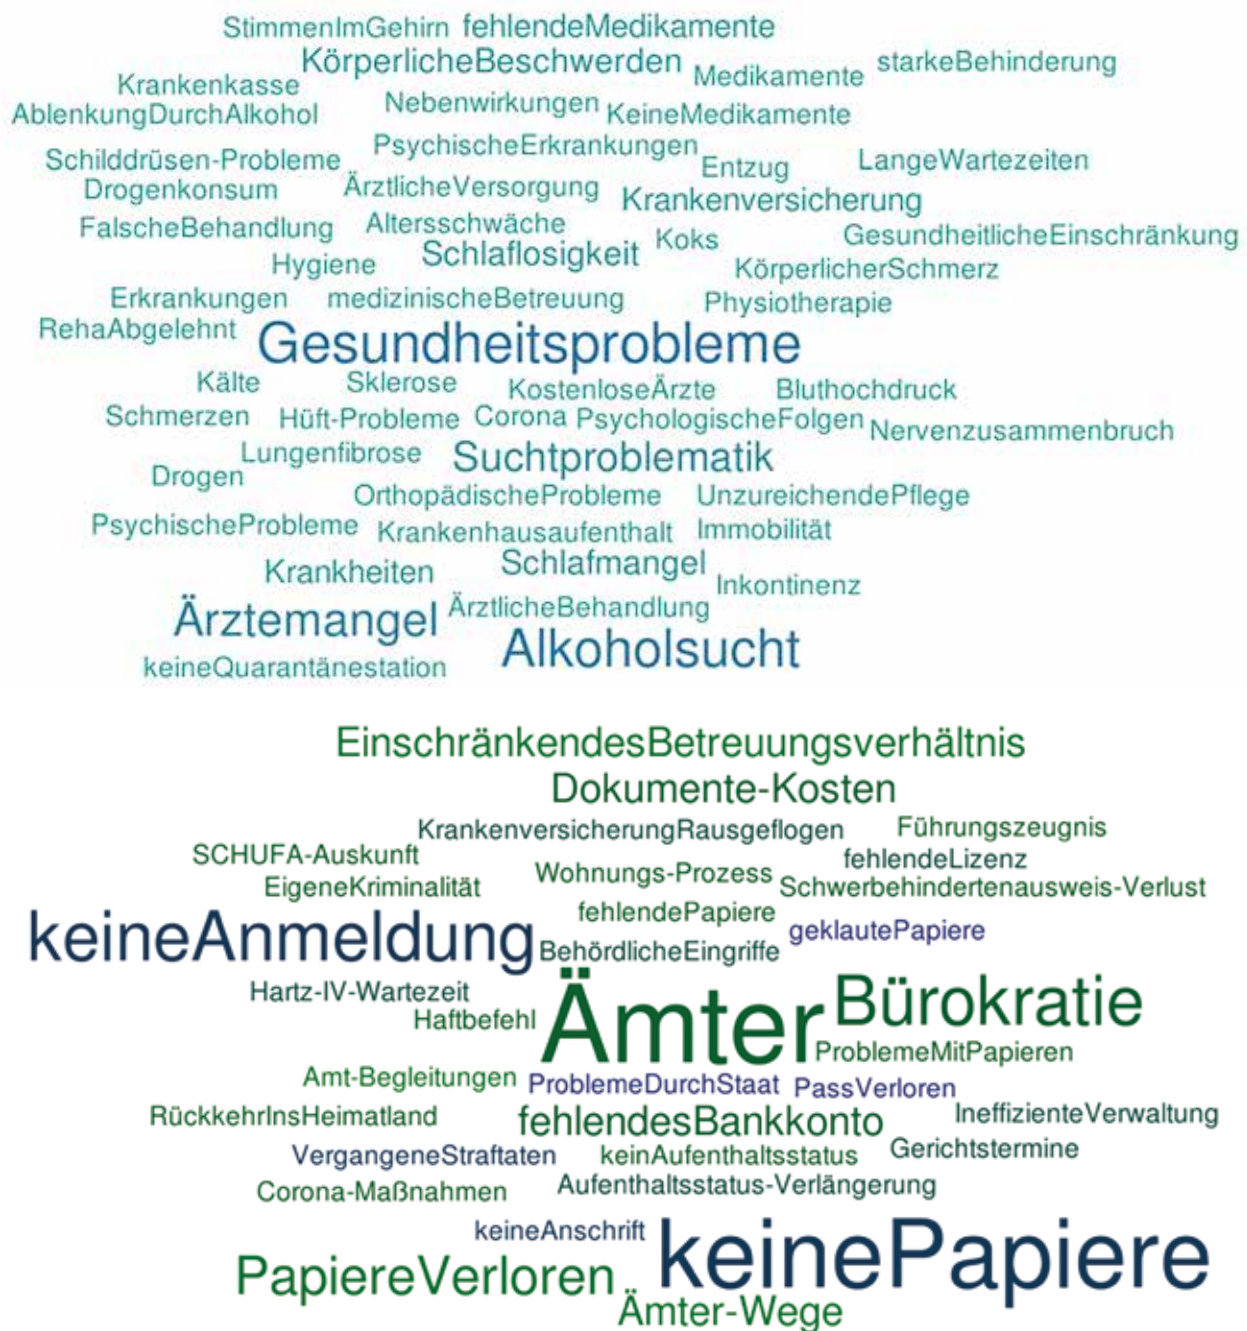 StimmenImGehirn fehlendeMedikamente
KörperlicheBeschwerden Medikamente starkeBehinderung
Krankenkasse
AblenkungDurchAlkohol Nebenwirkungen KeineMedikamente
Schilddrüsen-Probleme PsychischeErkrankungen Entzug LangeWartezeiten
Drogenkonsum ÄrztlicheVersorgung Krankenversicherung
FalscheBehandlung Altersschwäche Koks GesundheitlicheEinschränkung
Hygiene Schlaflosigkeit KörperlicherSchmerz
Erkrankungen medizinischeBetreuung Physiotherapie
RehaAbgelehnt Gesundheitsprobleme
Kälte Sklerose KostenloseÄrzte Bluthochdruck
Schmerzen Hüft-Probleme Corona PsychologischeFolgen Nervenzusammenbruch
Lungenfibrose Suchtproblematik
Drogen
OrthopädischeProbleme UnzureichendePflege
PsychischeProbleme Krankenhausaufenthalt Immobilität
Krankheiten Schlafmangel Inkontinenz
Ärztemangel ÄrztlicheBehandlung
keineQuarantänestation Alkoholsucht
EinschränkendesBetreuungsverhältnis
Dokumente-Kosten
KrankenversicherungRausgeflogen Führungszeugnis
SCHUFA-Auskunft fehlendeLizenz
EigeneKriminalität Wohnungs-Prozess Schwerbehindertenausweis-Verlust
fehlendePapiere geklautePapiere
keineAnmeldung BehördlicheEingriffe
Hartz-IV-Wartezeit Bürokratie
Haftbefehl Ämter ProblemeMitPapieren
Amt-Begleitungen ProblemeDurchStaat PassVerloren
RückkehrInsHeimatland fehlendesBankkonto IneffizienteVerwaltung
VergangeneStraftaten keinAufenthaltsstatus Gerichtstermine
Corona-Maßnahmen Aufenthaltsstatus-Verlängerung
keineAnschrift keinePapiere
PapiereVerloren
Ämter-Wege